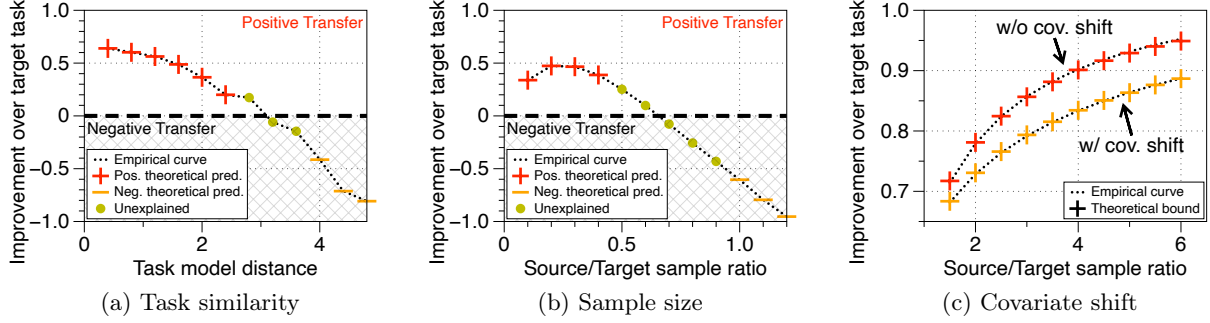 Improvement over target task
1.0
0.5
0
−0.5
−1.0
Positive Transfer
Negative Transfer
Empirical curve
Pos. theoretical pred.
Neg. theoretical pred.
Unexplained
0
2
4
Task model distance
(a) Task similarity
Improvement over target task
1.0
0.5
0
−0.5
−1.0
Positive Transfer
Negative Transfer
Empirical curve
Pos. theoretical pred.
Neg. theoretical pred.
Unexplained
0
0.5
1.0
Source/Target sample ratio
(b) Sample size
Improvement over target task
1.0
0.9
0.8
0.7
w/o cov. shift
w/ cov. shift
Empirical curve
Theoretical bound
2
4
6
Source/Target sample ratio
(c) Covariate shift